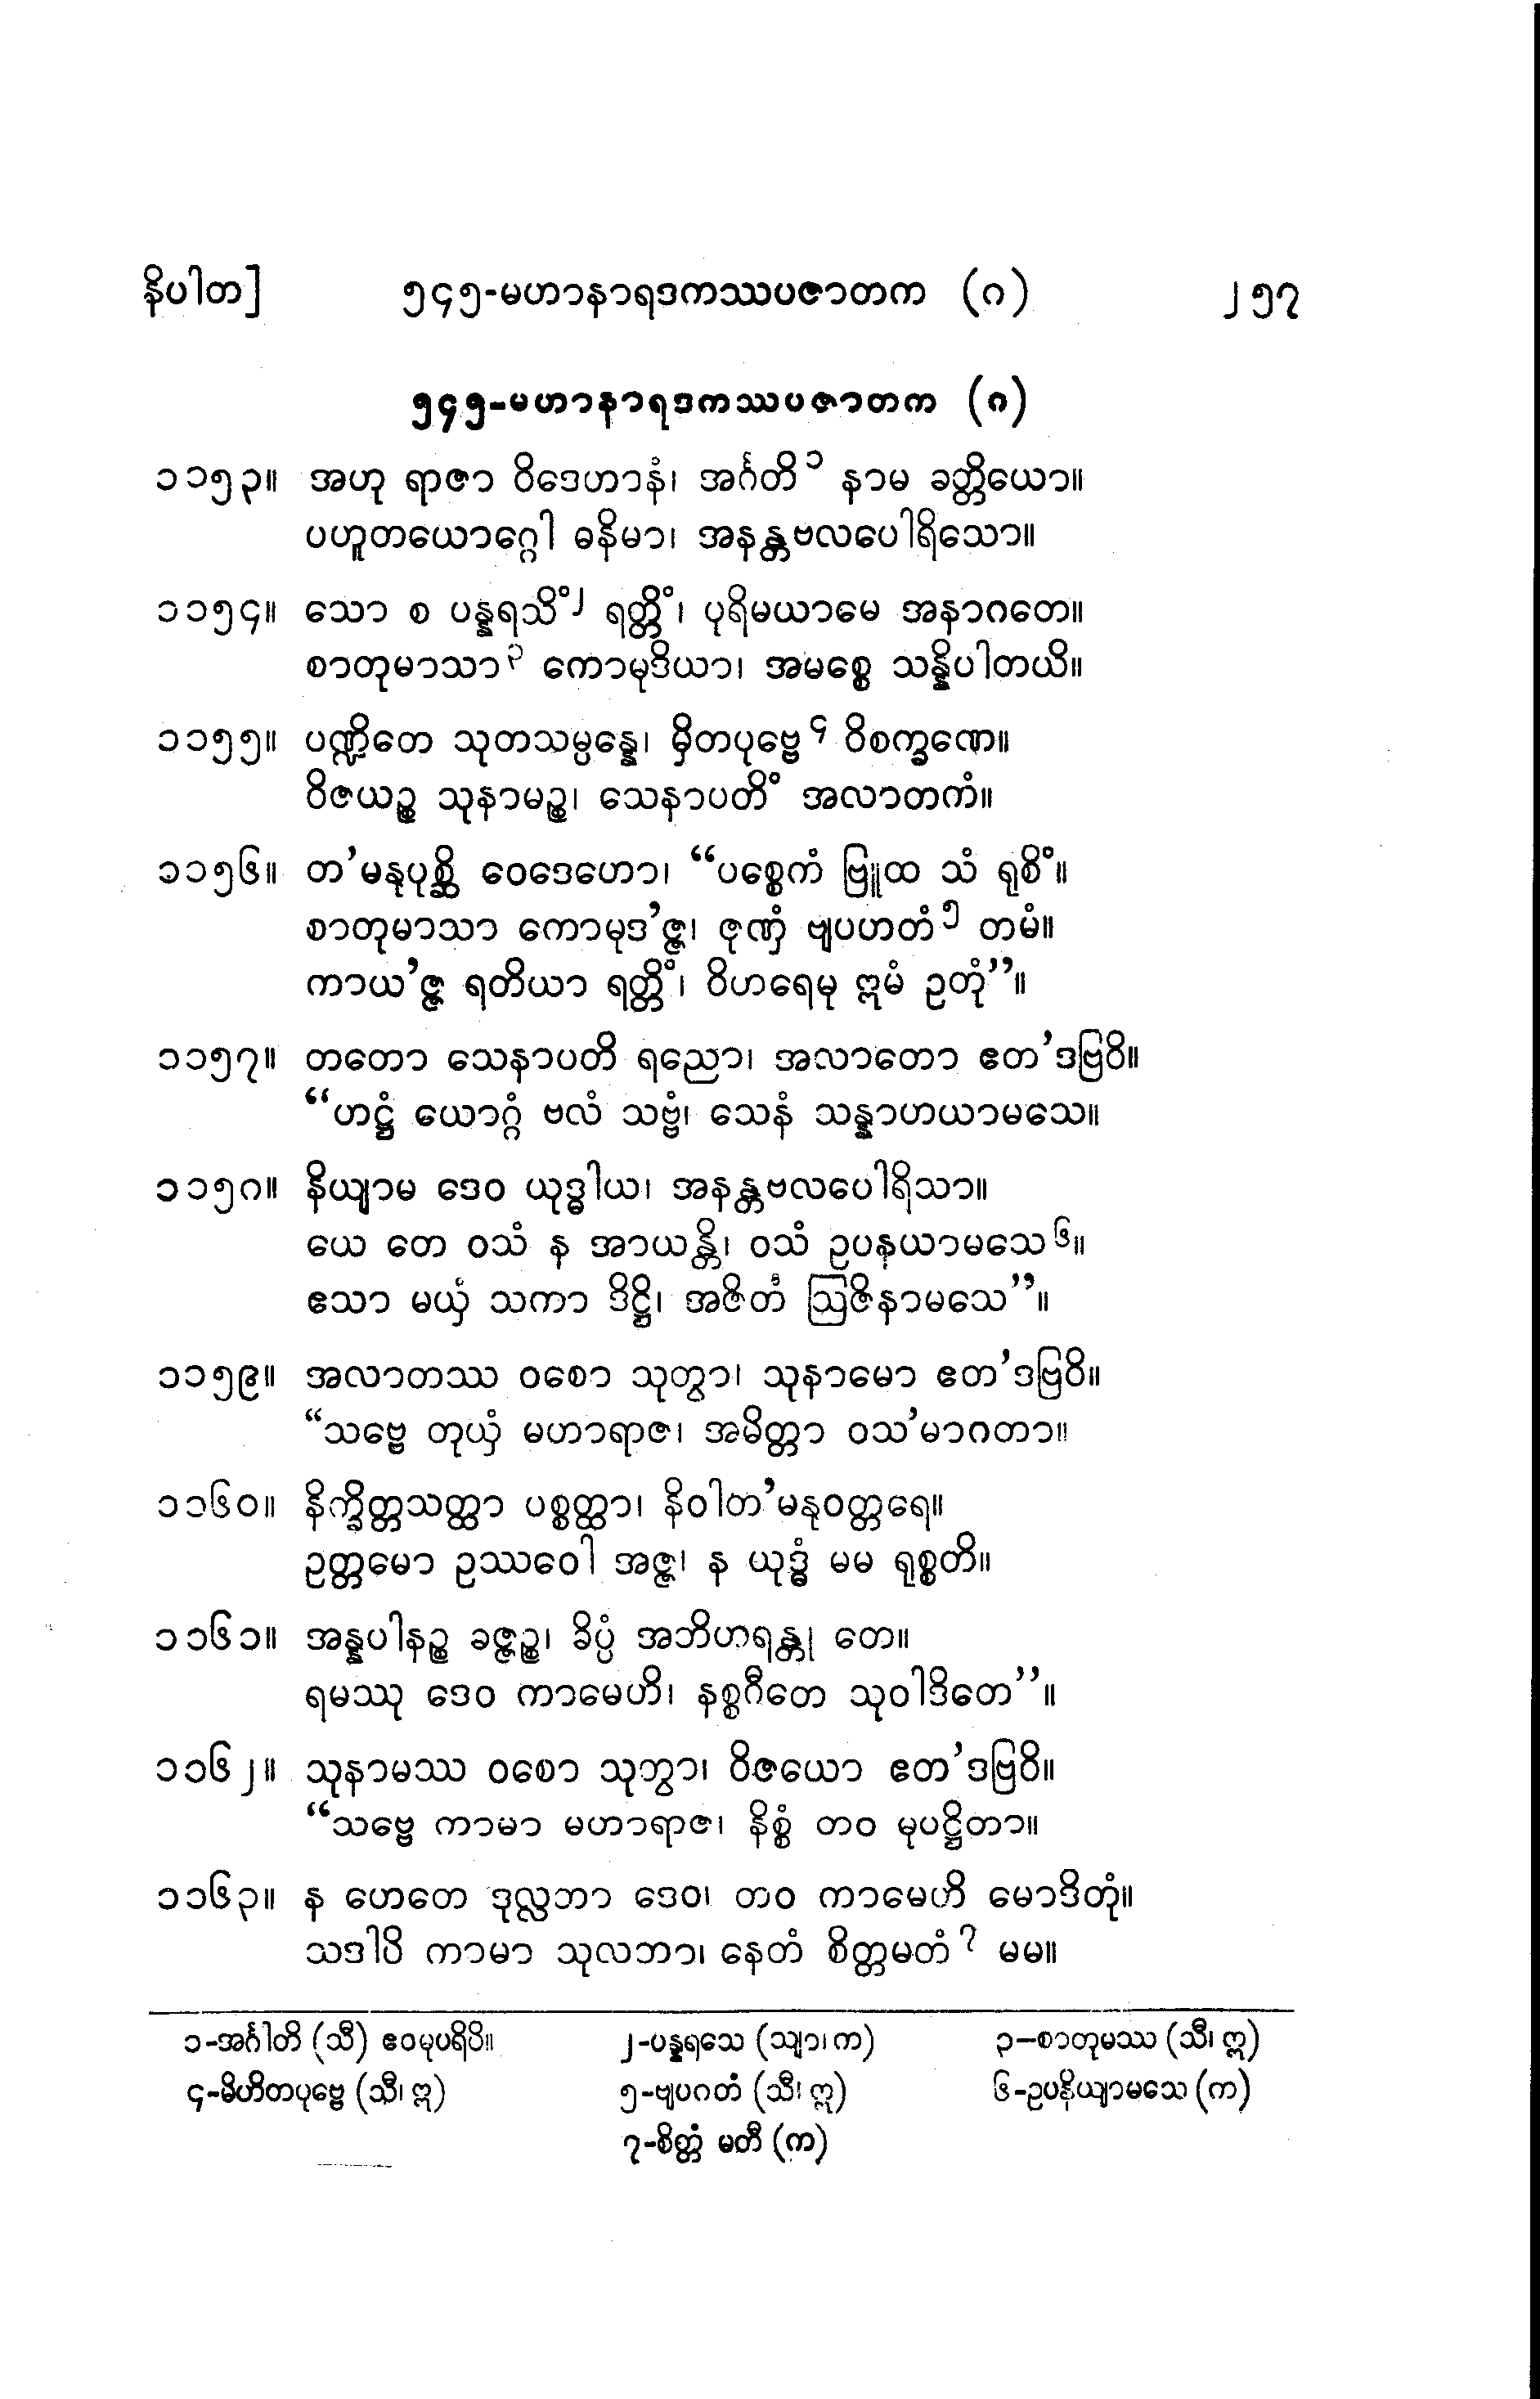 နိပါတ]	၅၄၅-မဟာနာရဒကဿပဇာတက (၈)	၂၅၇
၅၄၅-မဟာနာရဒကဿပဇာတက (၈)
၁၁၅၃။ အဟု ရာဇာ ဝိဒေဟာနံ၊ အင်္ဂတိ၁ နာမ ခတ္တိယော။
ပဟူတယောဂ္ဂေါ ဓနိမာ၊ အနန္တဗလပေါရိသော။
၁၁၅၄။ သော စ ပန္နရသိံ၂ ရတ္တိံ၊ ပုရိမယာမေ အနာဂတေ။
စာတုမာသာ၃ ကောမုဒိယာ၊ အမစ္စေ သန္နိပါတယိ။
၁၁၅၅။ ပဏ္ဍိတေ သုတသမ္ပန္နေ၊ မှိတပုဗ္ဗေ၄ ဝိစက္ခဏေ။
ဝိဇယဉ္စ သုနာမဉ္စ၊ သေနာပတိံ အလာတကံ။
၁၁၅၆။ တ’မနုပုစ္ဆိ ဝေဒေဟော၊ “ပစ္စေကံ ဗြူထ သံ ရုစိံ။
စာတုမာသာ ကောမုဒ’ဇ္ဇ၊ ဇုဏှံ ဗျပဟတံ၅ တမံ။
ကာယ’ဇ္ဇ ရတိယာ ရတ္တိံ၊ ဝိဟရေမု ဣမံ ဥတုံ”။
၁၁၅၇။ တတော သေနာပတိ ရညော၊ အလာတော ဧတ’ဒဗြဝိ။
“ဟဋ္ဌံ ယောဂ္ဂံ ဗလံ သဗ္ဗံ၊ သေနံ သန္နာဟယာမသေ။
၁၁၅၈။ နိယျာမ ဒေဝ ယုဒ္ဓါယ၊ အနန္တဗလပေါရိသာ။
ယေ တေ ဝသံ န အာယန္တိ၊ ဝသံ ဥပနယာမသေ၆။
ဧသာ မယှံ သကာ ဒိဋ္ဌိ၊ အဇိတံ ဩဇိနာမသေ”။
၁၁၅၉။ အလာတဿ ဝစော သုတွာ၊ သုနာမော ဧတ’ဒဗြဝိ။
“သဗ္ဗေ တုယှံ မဟာရာဇ၊ အမိတ္တာ ဝသ’မာဂတာ။
၁၁၆၀။ နိက္ခိတ္တသတ္ထာ ပစ္စတ္ထာ၊ နိဝါတ’မနုဝတ္တရေ။
ဥတ္တမော ဥဿဝေါ အဇ္ဇ၊ န ယုဒ္ဓံ မမ ရုစ္စတိ။
၁၁၆၁။ အန္နပါနဉ္စ ခဇ္ဇဉ္စ၊ ခိပ္ပံ အဘိဟရန္တု တေ။
ရမဿု ဒေဝ ကာမေဟိ၊ နစ္စဂီတေ သုဝါဒိတေ”။
၁၁၆၂။ သုနာမဿ ဝစော သုတွာ၊ ဝိဇယော ဧတ’ဒဗြဝိ။
“သဗ္ဗေ ကာမာ မဟာရာဇ၊ နိစ္စံ တဝ မုပဋ္ဌိတာ။
၁၁၆၃။ န ဟေတေ ဒုလ္လဘာ ဒေဝ၊ တဝ ကာမေဟိ မောဒိတုံ။
သဒါပိ ကာမာ သုလဘာ၊ နေတံ စိတ္တမတံ၇ မမ။
၁-အင်္ဂါတိ (သီ) ဧဝမုပရိပိ။	၂-ပန္နရသေ (သျာ၊ က)	၃-စာတုမဿ (သီ၊ ဣ)
၄-မိဟိတပုဗ္ဗေ (သီ၊ ဣ)	၅-ဗျပဂတံ (သီ၊ ဣ)	၆-ဥပနိယျာမသေ (က)
၇-စိတ္တံ မတီ (က)